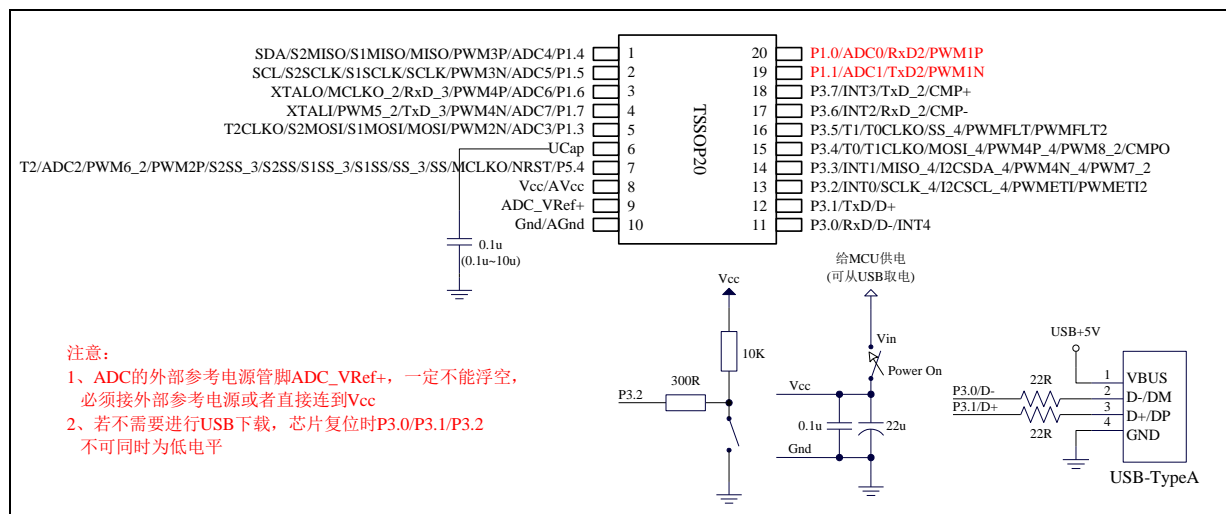 SDA/S2MISO/S1MISO/MISO/PWM3P/ADC4/P1.4 1
SCL/S2SCLK/S1SCLK/SCLK/PWM3N/ADC5/P1.5 2
XTALO/MCLKO_2/RxD_3/PWM4P/ADC6/P1.6 3
XTALI/PWM5_2/TxD_3/PWM4N/ADC7/P1.7 4
T2CLKO/S2MOSI/S1MOSI/MOSI/PWM2N/ADC3/P1.3 5
UCap 6
T2/ADC2/PWM6_2/PWM2P/S2SS_3/S2SS/S1SS_3/S1SS/SS_3/SS/MCLKO/NRST/P5.4 7
Vcc/AVcc 8
ADC_VRef+ 9
Gnd/AGnd 10
TSSOP20
20 P1.0/ADC0/RxD2/PWM1P
19 P1.1/ADC1/TxD2/PWM1N
18 P3.7/INT3/TxD_2/CMP+
17 P3.6/INT2/RxD_2/CMP-
16 P3.5/T1/T0CLKO/SS_4/PWMFLT/PWMFLT2
15 P3.4/T0/T1CLKO/MOSI_4/PWM4P_4/PWM8_2/CMPO
14 P3.3/INT1/MISO_4/I2CSDA_4/PWM4N_4/PWM7_2
13 P3.2/INT0/SCLK_4/I2CSCL_4/PWMETI/PWMETI2
12 P3.1/TxD/D+
11 P3.0/RxD/D-/INT4
0.1u
(0.1u~10u)
注意：
1、ADC的外部参考电源管脚ADC_VRef+，一定不能浮空，
必须接外部参考电源或者直接连到Vcc
2、若不需要进行USB下载，芯片复位时P3.0/P3.1/P3.2
不可同时为低电平
Vcc
10K
P3.2
300R
给MCU供电
(可从USB取电)
Vin
Power On
Vcc
0.1u
22u
Gnd
USB+5V
P3.0/D-
22R
P3.1/D+
22R
1 VBUS
2 D-/DM
3 D+/DP
4 GND
USB-TypeA